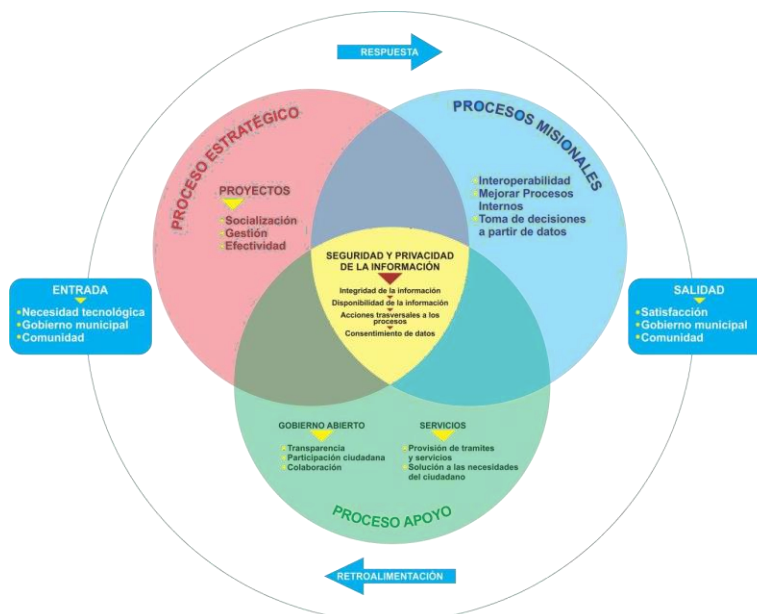 RESPUESTA
PROCESO ESTRATÉGICO
PROCESOS MISIONALES
PROYECTOS
Socialización
Gestión
Efectividad
Interoperabilidad
Mejorar Procesos
Internos
Toma de decisiones
a partir de datos
SEGURIDAD Y PRIVACIDAD
DE LA INFORMACIÓN
Integridad de la información
Disponibilidad de la información
Acciones trasversales a los
procesos
Consentimiento de datos
ENTRADA
Necesidad tecnológica
Gobierno municipal
Comunidad
SALIDAD
Satisfacción
Gobierno municipal
Comunidad
GOBIERNO ABIERTO
Transparencia
Participación ciudadana
Colaboración
SERVICIOS
Provisión de tramites
y servicios
Solución a las necesidades
del ciudadano
PROCESO APOYO
RETROALIMENTACIÓN